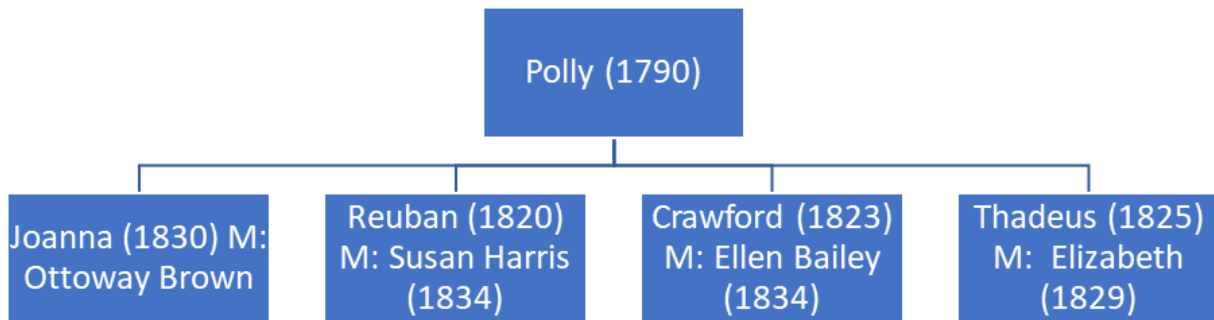 Polly (1790)
Joanna (1830) M:
Ottoway Brown
Reuban (1820)
M: Susan Harris
(1834)
Crawford (1823)
M: Ellen Bailey
(1834)
Thadeus (1825)
M:  Elizabeth
(1829)